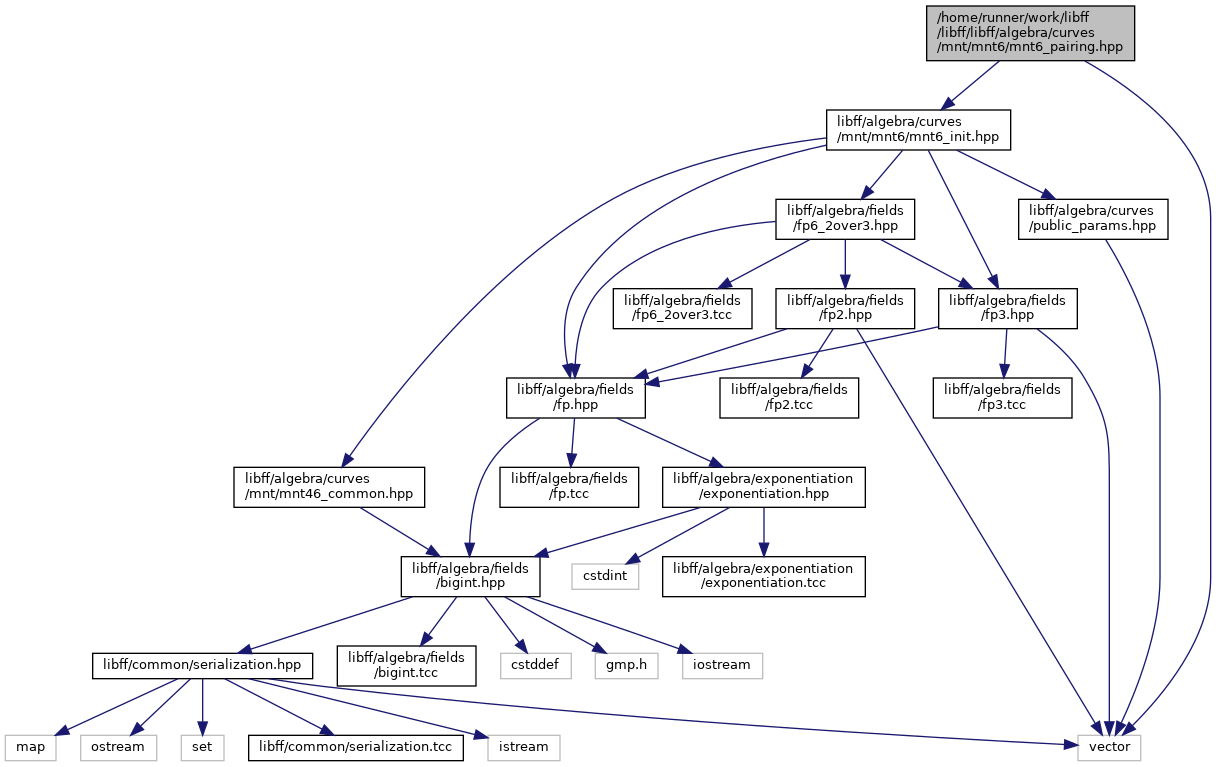 /home/runner/work/libff
/libff/libff/algebra/curves
/mnt/mnt6/mnt6_pairing.hpp
libff/algebra/curves
/mnt/mnt6/mnt6_init.hpp
libff/algebra/fields
/fp6_2over3.hpp
libff/algebra/curves
/public_params.hpp
libff/algebra/fields
/fp6_2over3.tcc
libff/algebra/fields
/fp2.hpp
libff/algebra/fields
/fp3.hpp
libff/algebra/fields
/fp.hpp
libff/algebra/fields
/fp2.tcc
libff/algebra/fields
/fp3.tcc
libff/algebra/curves
/mnt/mnt46_common.hpp
libff/algebra/fields
/fp.tcc
libff/algebra/exponentiation
/exponentiation.hpp
libff/algebra/fields
/bigint.hpp
cstdint
libff/algebra/exponentiation
/exponentiation.tcc
libff/common/serialization.hpp
libff/algebra/fields
/bigint.tcc
cstddef
gmp.h
iostream
map
ostream
set
libff/common/serialization.tcc
istream
vector